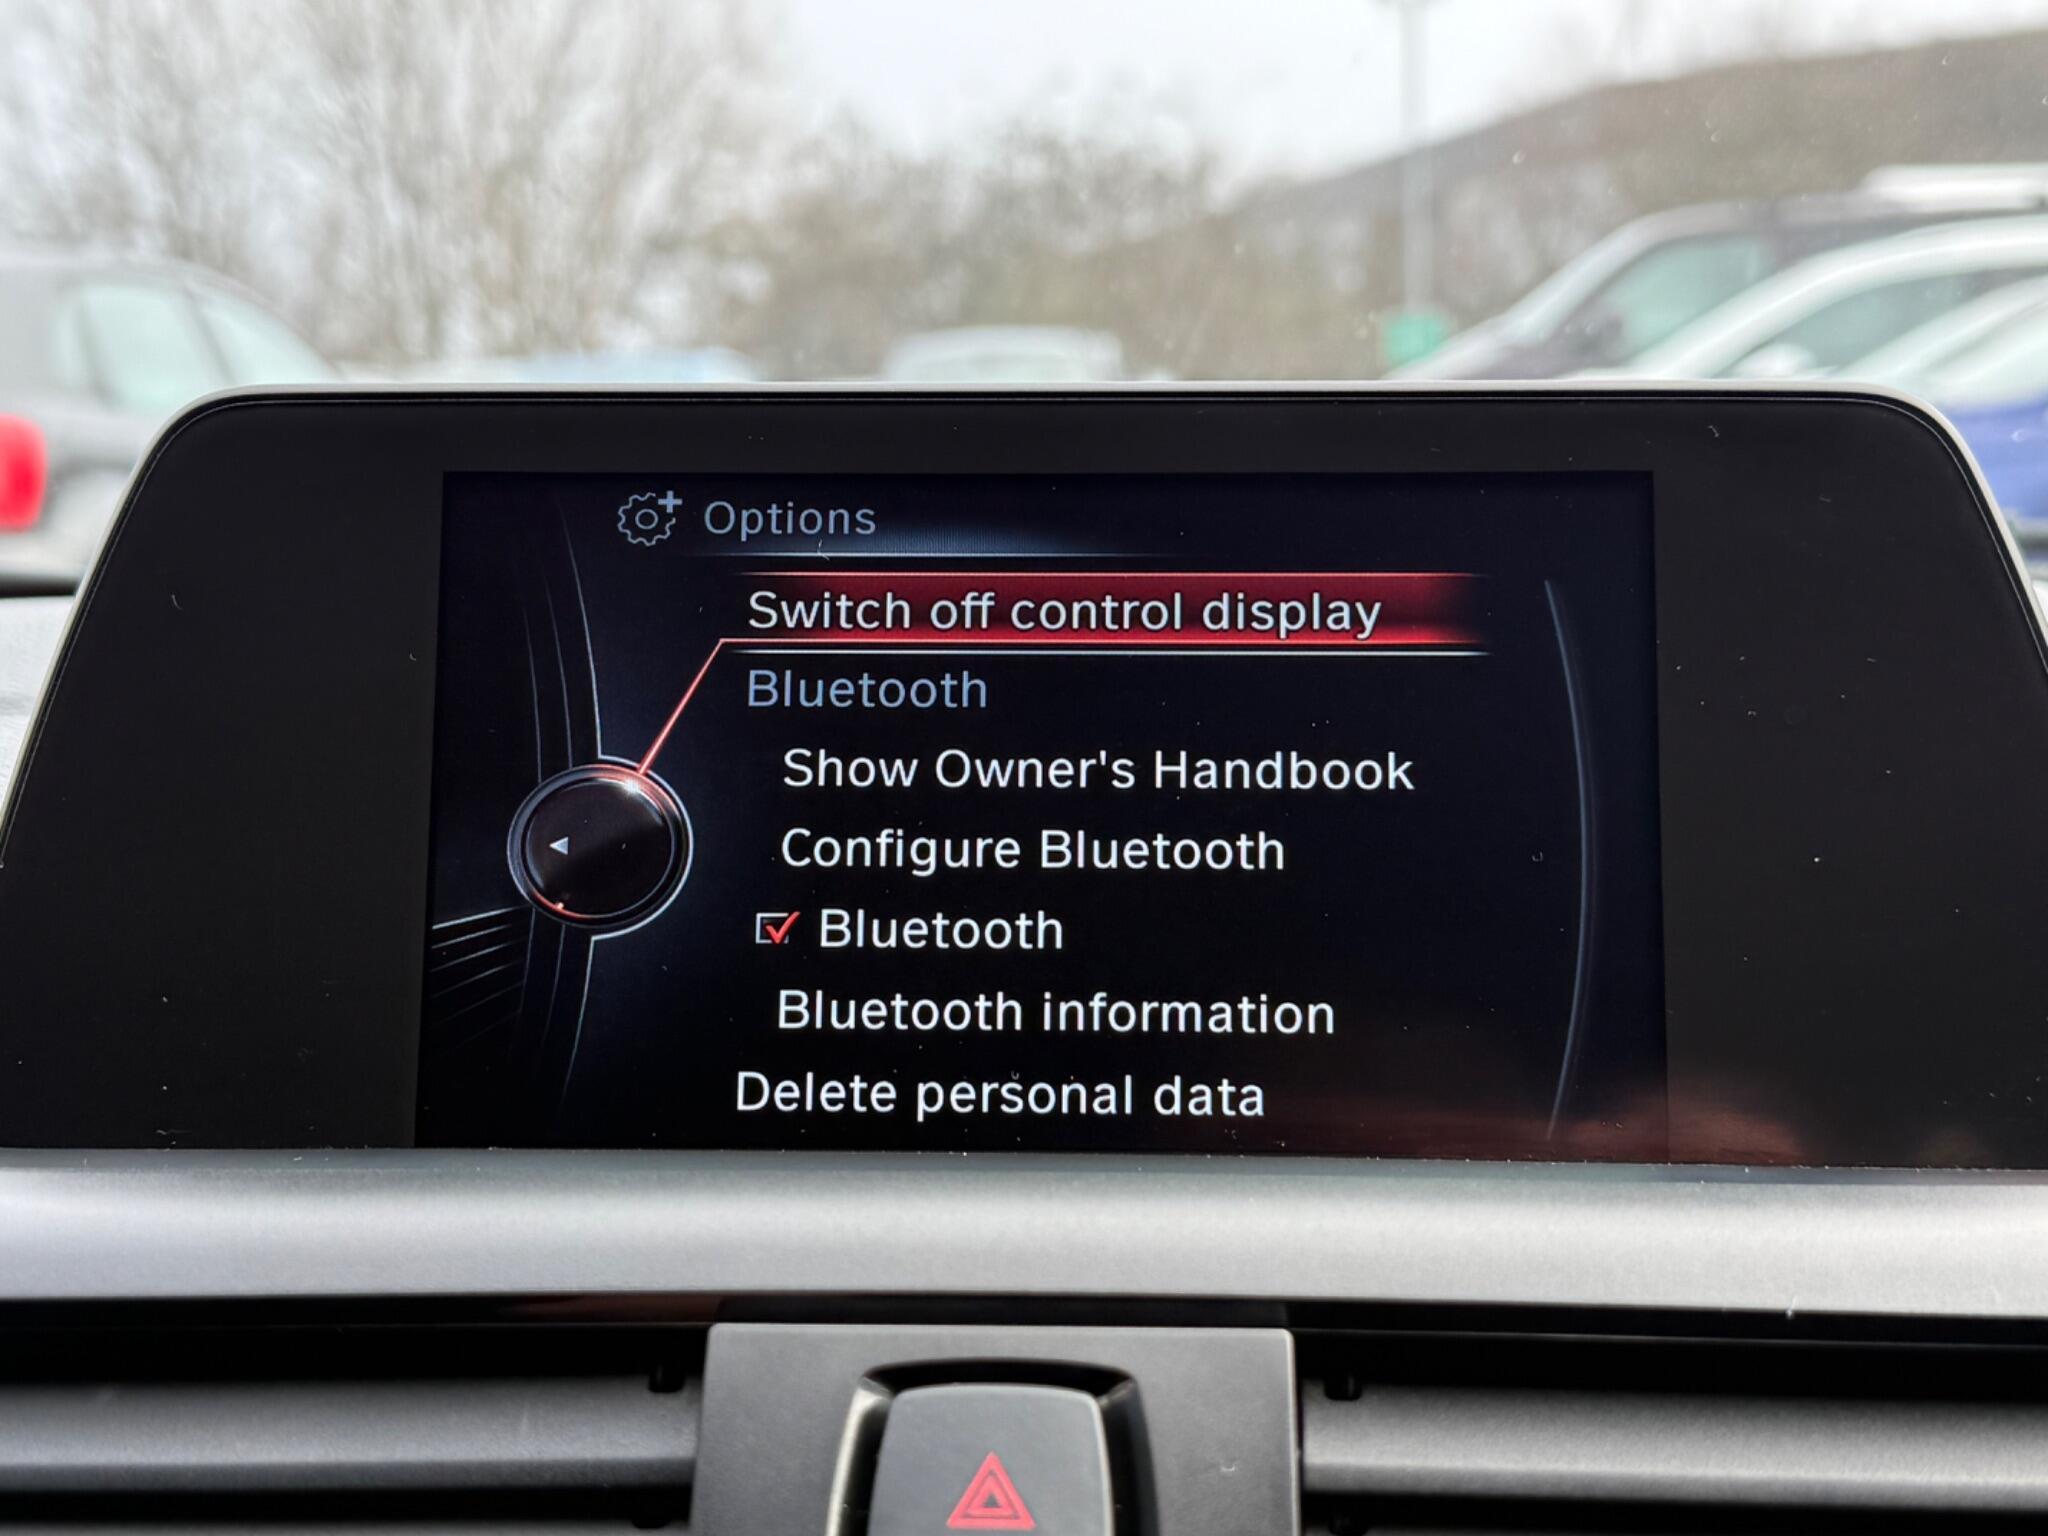 Options
Switch off control display
Bluetooth
Show Owner's Handbook
Configure Bluetooth
Bluetooth
Bluetooth information
Delete personal data